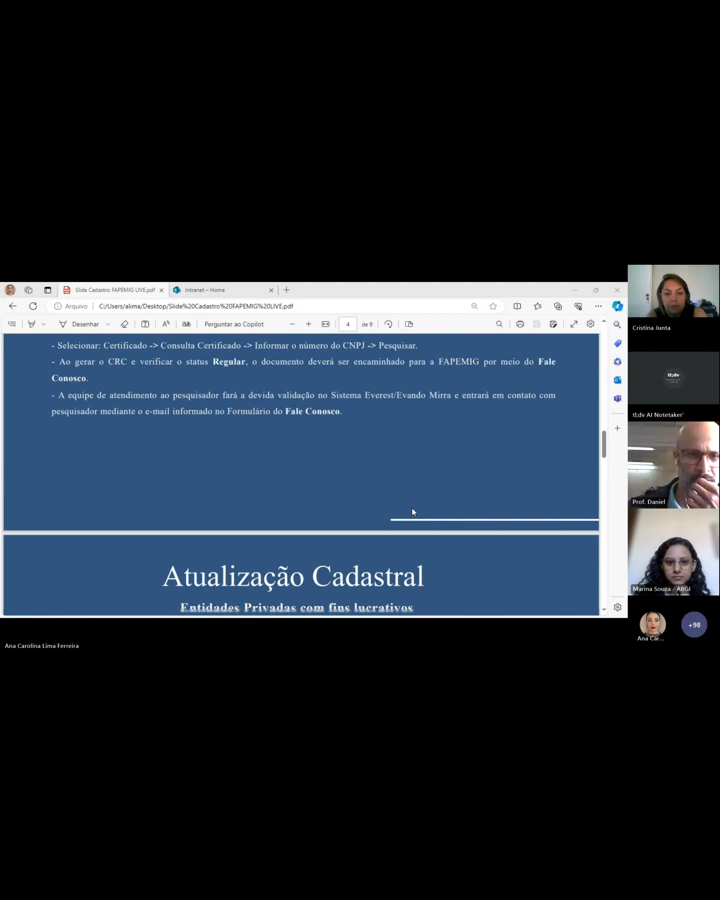 Slide Cadastro FAPEMIG LIVE.pdf
Intranet – Home
Arquivo
C:/Users/alima/Desktop/Slide%20Cadastro%20FAPEMIG%20LIVE.pdf
Desenhar
Perguntar ao Copilot
4
de 9
- Selecionar: Certificado -> Consulta Certificado -> Informar o número do CNPJ -> Pesquisar.
- Ao gerar o CRC e verificar o status Regular, o documento deverá ser encaminhado para a FAPEMIG por meio do Fale
Conosco.
- A equipe de atendimento ao pesquisador fará a devida validação no Sistema Everest/Evando Mirra e entrará em contato com
pesquisador mediante o e-mail informado no Formulário do Fale Conosco.
Atualização Cadastral
Entidades Privadas com fins lucrativos
Cristina Junta
tl;dv
tl;dv AI Notetaker'
Prof. Daniel
Marina Souza - ABGI
Ana Car...
+98
Ana Carolina Lima Ferreira